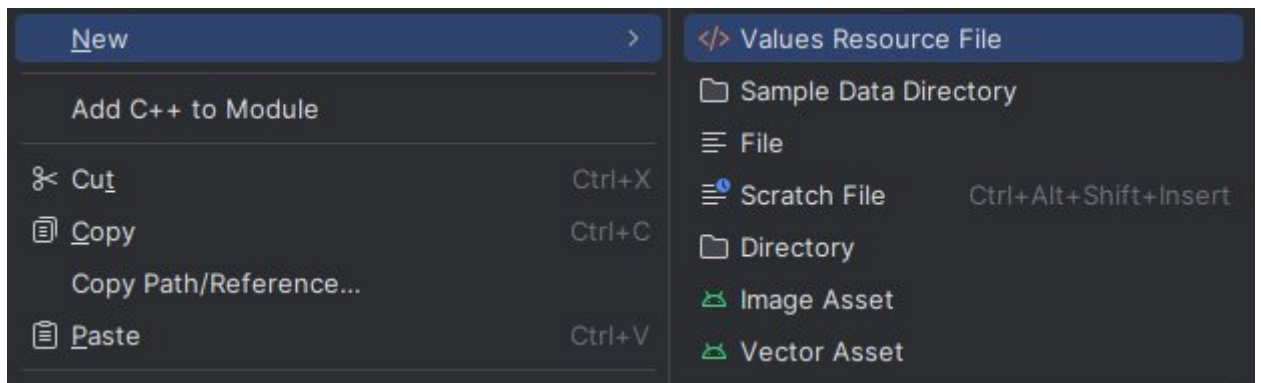 New
Add C++ to Module
Cut Ctrl+X
Copy Ctrl+C
Copy Path/Reference...
Paste Ctrl+V
Values Resource File
Sample Data Directory
File
Scratch File Ctrl+Alt+Shift+Insert
Directory
Image Asset
Vector Asset